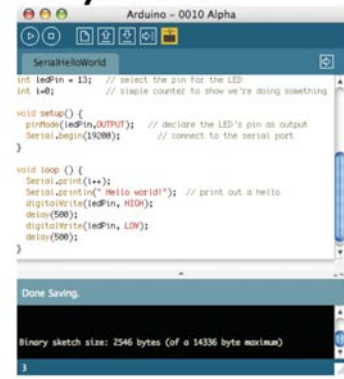 Arduino - 0010 Alpha
SerialHelloWorld
int ledPin = 13;   // select the pin for the LED
int i=0;           // simple counter to show we're doing something
void setup() {
  pinMode(ledPin,OUTPUT);   // declare the LED's pin as output
  Serial.begin(19200);        // connect to the serial port
}
void loop () {
  Serial.print(i++);
  Serial.println(" Hello world!");  // print out a hello
  digitalWrite(ledPin, HIGH);
  delay(500);
  digitalWrite(ledPin, LOW);
  delay(500);
}
Done Saving.
Binary sketch size: 2546 bytes (of a 14336 byte maximum)
3